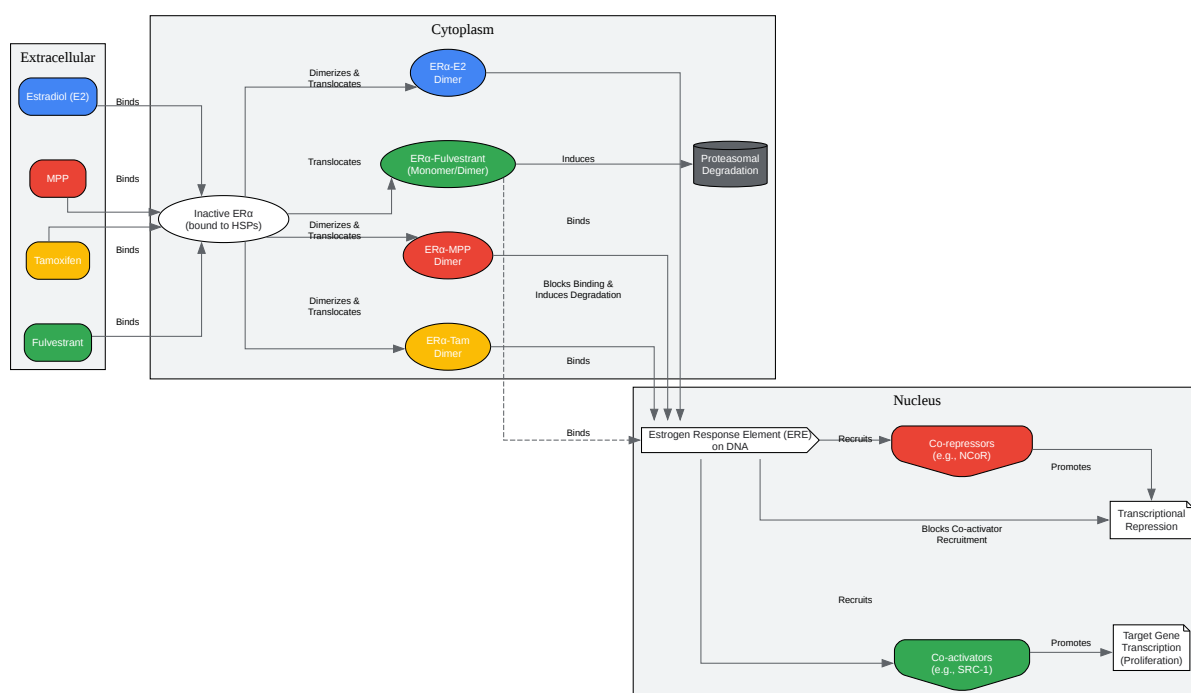 Extracellular
Estradiol (E2)
MPP
Tamoxifen
Fulvestrant
Binds
Binds
Binds
Binds
Cytoplasm
Inactive ERα
(bound to HSPs)
Dimerizes &
Translocates
Translocates
Dimerizes &
Translocates
Dimerizes &
Translocates
ERα-E2
Dimer
ERα-Fulvestrant
(Monomer/Dimer)
ERα-MPP
Dimer
ERα-Tam
Dimer
Induces
Proteasomal
Degradation
Binds
Blocks Binding &
Induces Degradation
Binds
Binds
Nucleus
Estrogen Response Element (ERE)
on DNA
Recruits
Co-repressors
(e.g., NCoR)
Promotes
Transcriptional
Repression
Blocks Co-activator
Recruitment
Recruits
Co-activators
(e.g., SRC-1)
Promotes
Target Gene
Transcription
(Proliferation)